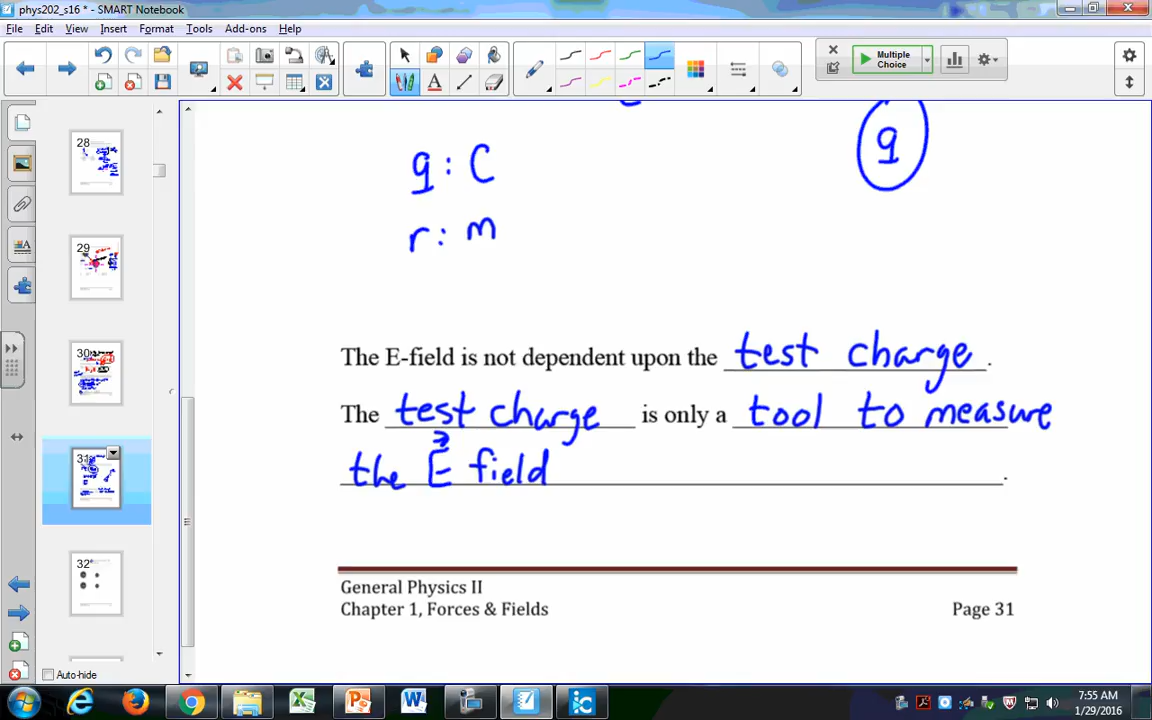 phys202_s16 * - SMART Notebook
File Edit View Insert Format Tools Add-ons Help
Multiple
Choice
28
29
30
31
32
q
q : C
r : m
The E-field is not dependent upon the test charge .
The test charge is only a tool to measure
the E field .
General Physics II
Chapter 1, Forces & Fields Page 31
Auto-hide
7:55 AM
1/29/2016